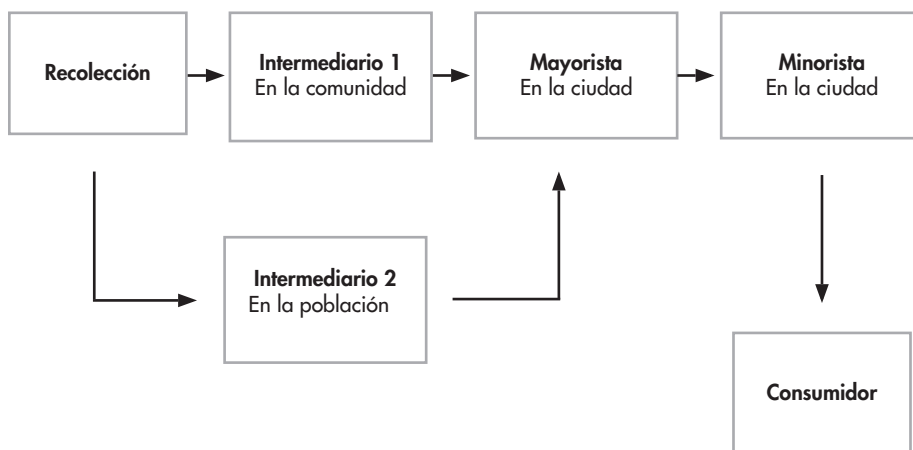 Recolección
Intermediario 1
En la comunidad
Mayorista
En la ciudad
Minorista
En la ciudad
Intermediario 2
En la población
Consumidor